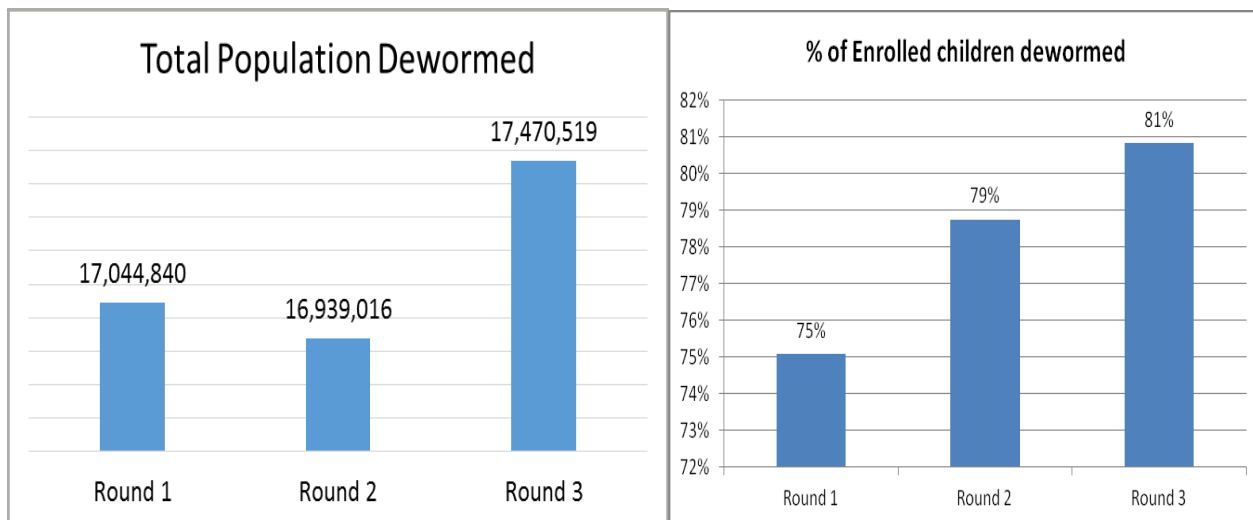 Total Population Dewormed
17,470,519
17,044,840
16,939,016
Round 1
Round 2
Round 3
% of Enrolled children dewormed
82%
81%
80%
79%
78%
77%
76%
75%
74%
73%
72%
75%
79%
81%
Round 1
Round 2
Round 3